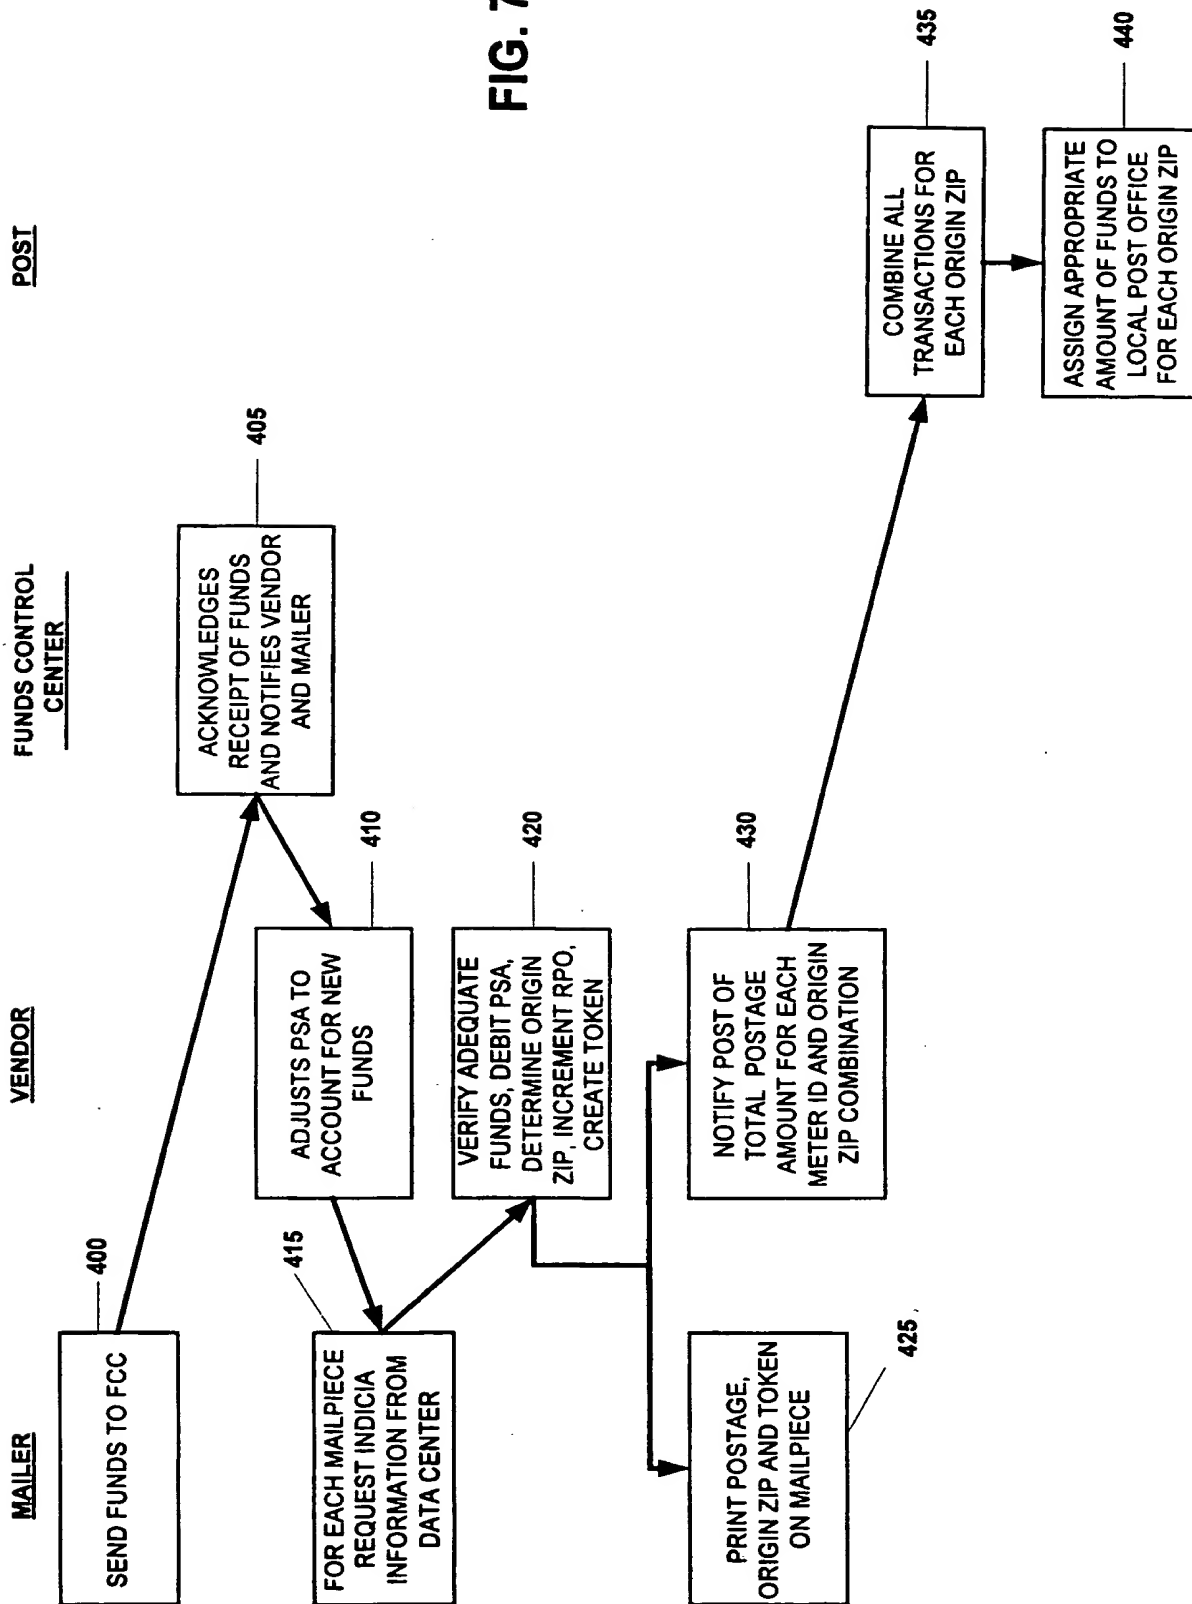 FIG. 7
MAILER
VENDOR
FUNDS CONTROL
CENTER
POST
400
SEND FUNDS TO FCC
405
ACKNOWLEDGES
RECEIPT OF FUNDS
AND NOTIFIES VENDOR
AND MAILER
410
ADJUSTS PSA TO
ACCOUNT FOR NEW
FUNDS
415
FOR EACH MAILPIECE
REQUEST INDICIA
INFORMATION FROM
DATA CENTER
420
VERIFY ADEQUATE
FUNDS, DEBIT PSA,
DETERMINE ORIGIN
ZIP, INCREMENT RPO,
CREATE TOKEN
425
PRINT POSTAGE,
ORIGIN ZIP AND TOKEN
ON MAILPIECE
430
NOTIFY POST OF
TOTAL POSTAGE
AMOUNT FOR EACH
METER ID AND ORIGIN
ZIP COMBINATION
435
COMBINE ALL
TRANSACTIONS FOR
EACH ORIGIN ZIP
440
ASSIGN APPROPRIATE
AMOUNT OF FUNDS TO
LOCAL POST OFFICE
FOR EACH ORIGIN ZIP